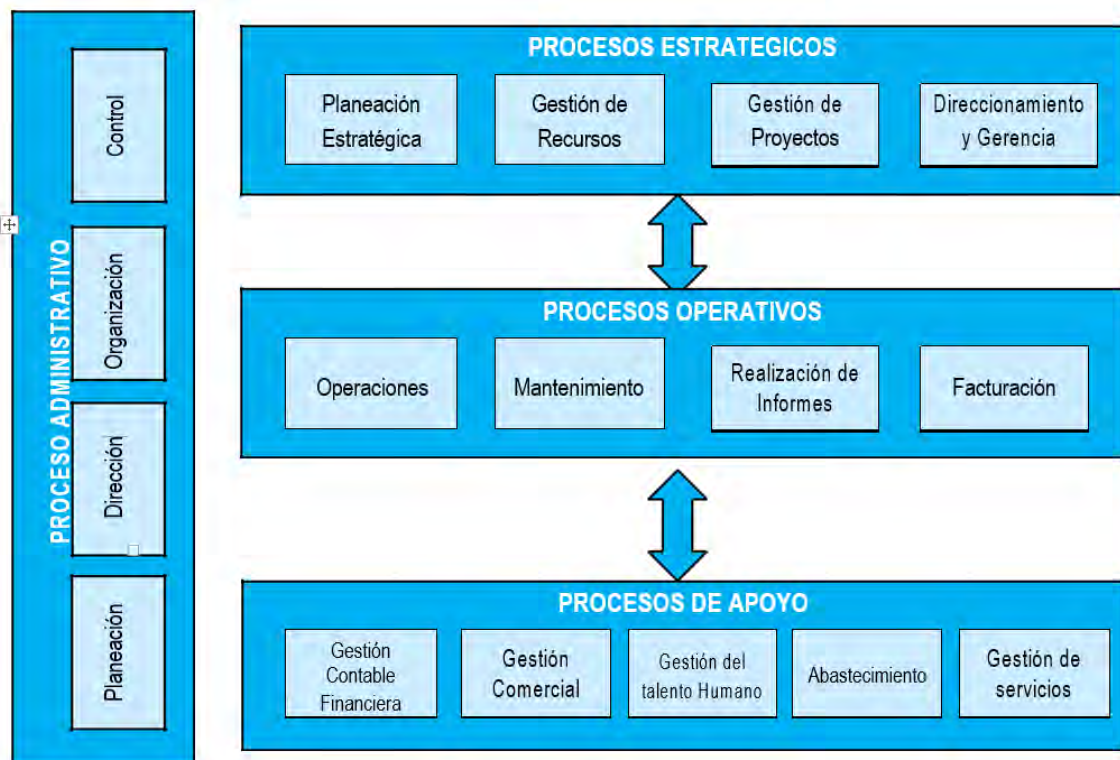 PROCESO ADMINISTRATIVO
Control
Organización
Dirección
Planeación
PROCESOS ESTRATEGICOS
Planeación
Estratégica
Gestión de
Recursos
Gestión de
Proyectos
Direccionamiento
y Gerencia
PROCESOS OPERATIVOS
Operaciones
Mantenimiento
Realización de
Informes
Facturación
PROCESOS DE APOYO
Gestión
Contable
Financiera
Gestión
Comercial
Gestión del
talento Humano
Abastecimiento
Gestión de
servicios